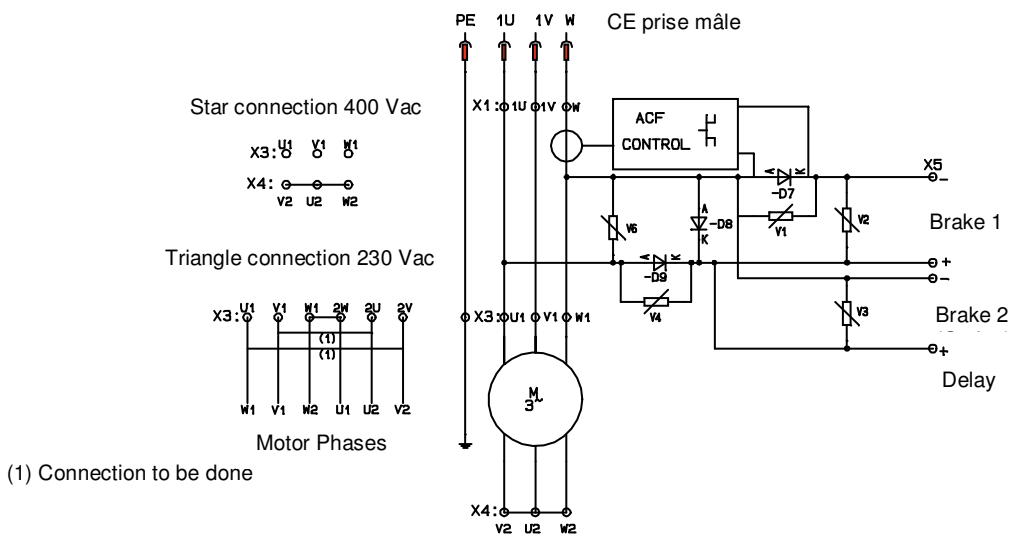 PE 1U 1V W CE prise mâle
Star connection 400 Vac
X1: 1U 1V W
ACF
CONTROL
X3: U1 V1 W1
X4:
V2 U2 W2
A K
-D7
X5
-
V1
V2
Brake 1
V6
A
-D8
K
Triangle connection 230 Vac
A K
-D9
V4
+
-
X3: U1 V1 W1 2W 2U 2V
(1)
(1)
X3: U1 V1 W1
V3
Brake 2
+
Delay
M
3~
W1 V1 W2 U1 U2 V2
Motor Phases
(1) Connection to be done
X4:
V2 U2 W2